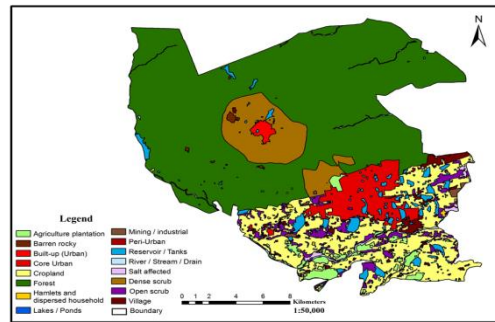 N
Legend
Agriculture plantation
Barren rocky
Built-up (Urban)
Core Urban
Cropland
Forest
Hamlets and
dispersed household
Lakes / Ponds
Mining / industrial
Peri-Urban
Reservoir / Tanks
River / Stream / Drain
Salt affected
Dense scrub
Open scrub
Village
Boundary
0 1 2 4 6 8
Kilometers
1:50,000